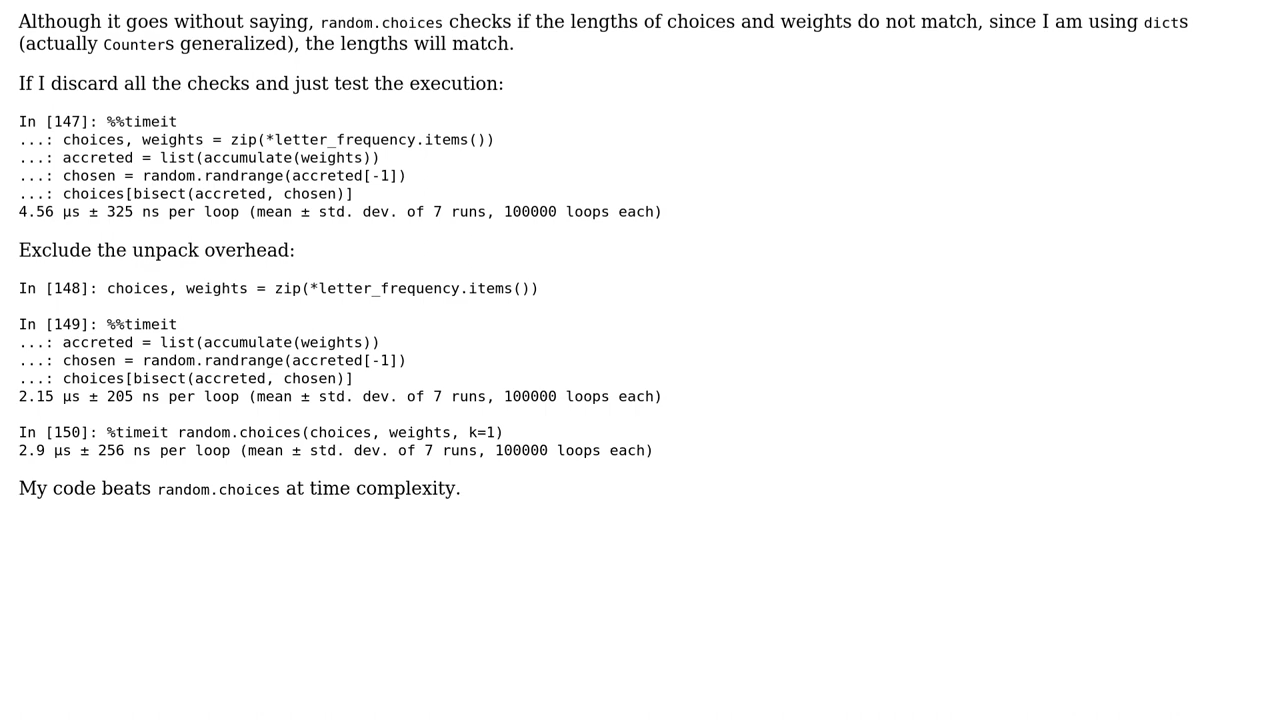 Although it goes without saying, random.choices checks if the lengths of choices and weights do not match, since I am using dicts
(actually Counters generalized), the lengths will match.
If I discard all the checks and just test the execution:
In [147]: %%timeit
...: choices, weights = zip(*letter_frequency.items())
...: accreted = list(accumulate(weights))
...: chosen = random.randrange(accreted[-1])
...: choices[bisect(accreted, chosen)]
4.56 µs ± 325 ns per loop (mean ± std. dev. of 7 runs, 100000 loops each)
Exclude the unpack overhead:
In [148]: choices, weights = zip(*letter_frequency.items())
In [149]: %%timeit
...: accreted = list(accumulate(weights))
...: chosen = random.randrange(accreted[-1])
...: choices[bisect(accreted, chosen)]
2.15 µs ± 205 ns per loop (mean ± std. dev. of 7 runs, 100000 loops each)
In [150]: %timeit random.choices(choices, weights, k=1)
2.9 µs ± 256 ns per loop (mean ± std. dev. of 7 runs, 100000 loops each)
My code beats random.choices at time complexity.